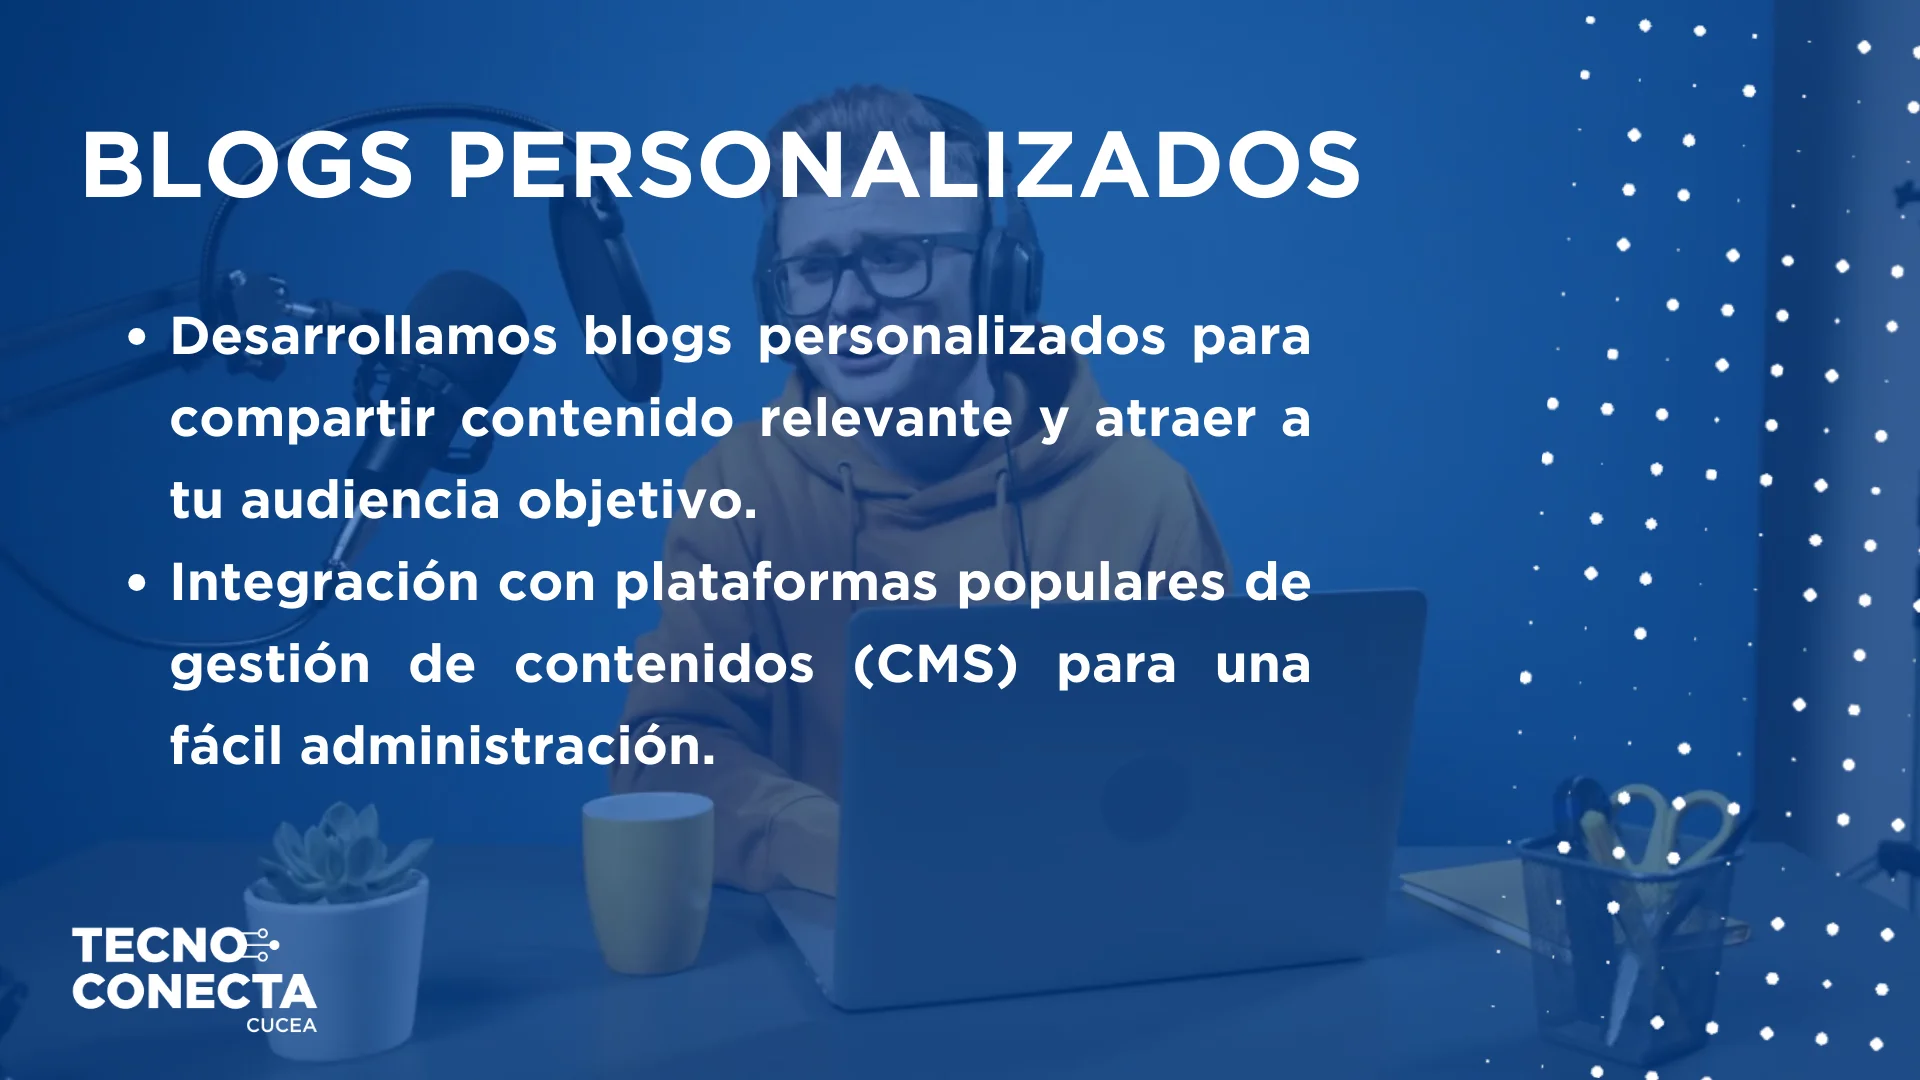 BLOGS PERSONALIZADOS
• Desarrollamos blogs personalizados para
compartir contenido relevante y atraer a
tu audiencia objetivo.
• Integración con plataformas populares de
gestión de contenidos (CMS) para una
fácil administración.
TECNO
CONECTA
CUCEA